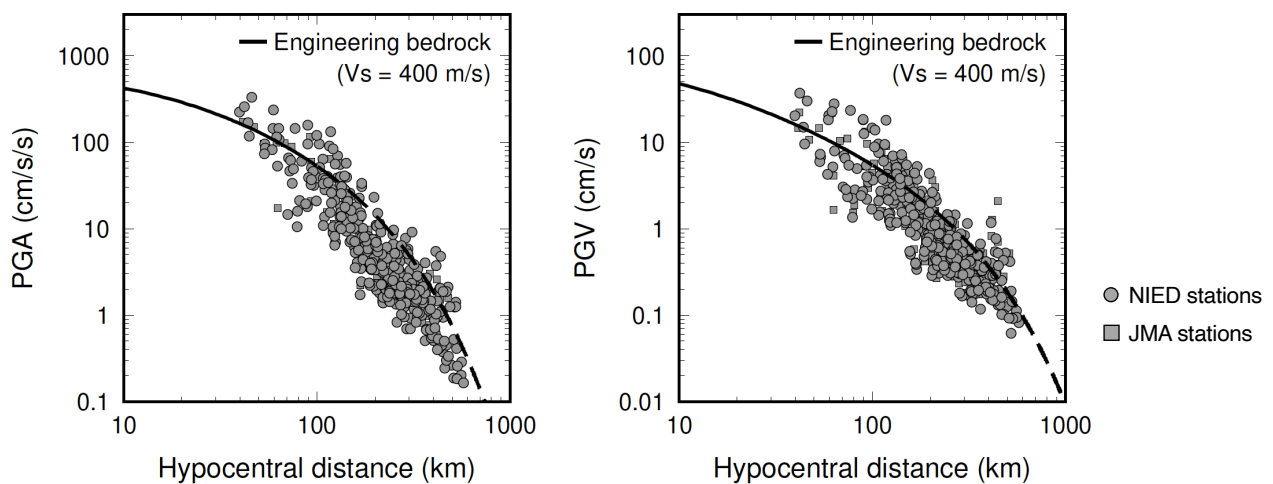 PGA (cm/s/s)
1000
100
10
1
0.1
Engineering bedrock
(Vs = 400 m/s)
10
100
1000
Hypocentral distance (km)
PGV (cm/s)
100
10
1
0.1
0.01
Engineering bedrock
(Vs = 400 m/s)
10
100
1000
Hypocentral distance (km)
NIED stations
JMA stations